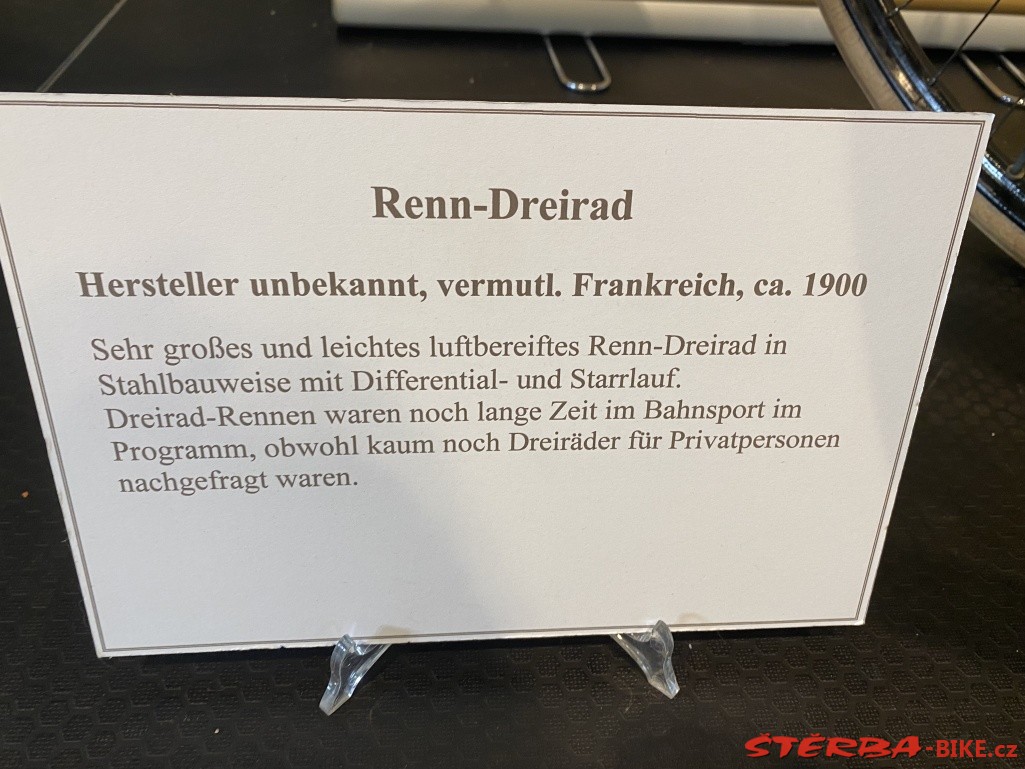 Renn-Dreirad
Hersteller unbekannt, vermutl. Frankreich, ca. 1900
Sehr großes und leichtes luftbereiftes Renn-Dreirad in
Stahlbauweise mit Differential- und Starrlauf.
Dreirad-Rennen waren noch lange Zeit im Bahnsport im
Programm, obwohl kaum noch Dreiräder für Privatpersonen
nachgefragt waren.
ŠTĚRBA-BIKE.cz